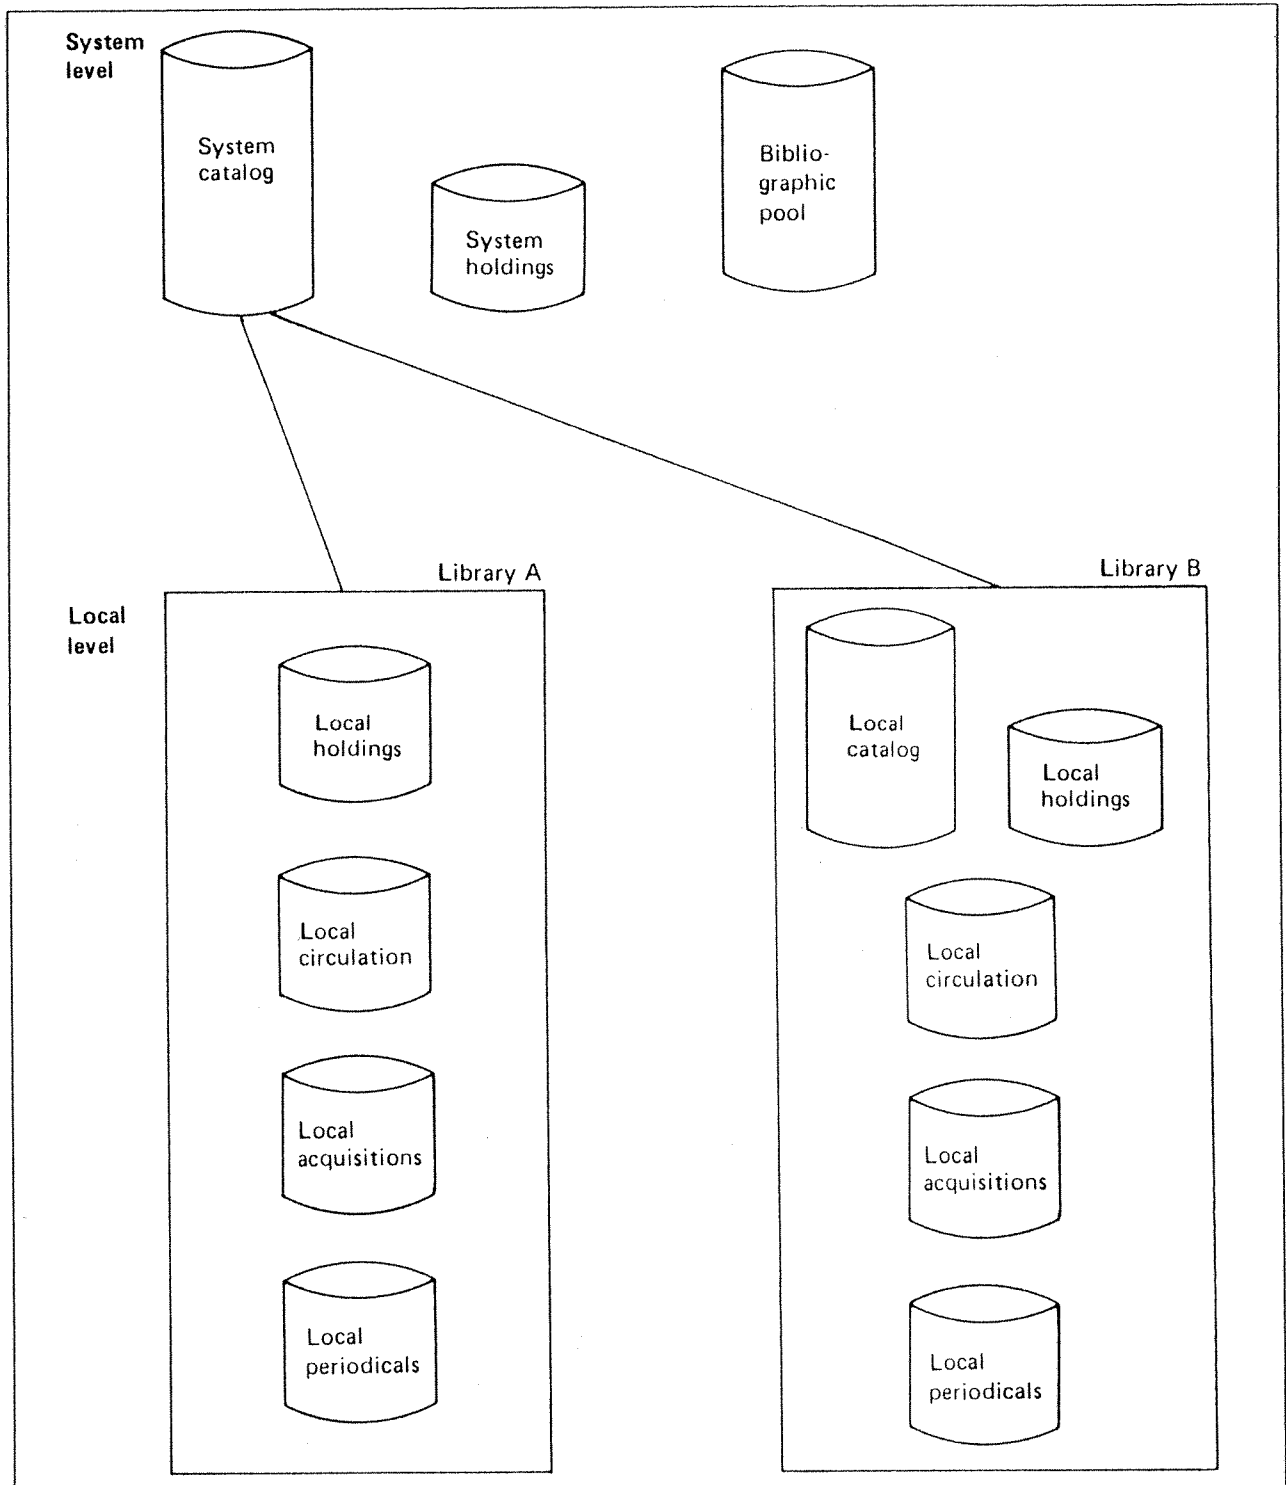 System
level
System
catalog
System
holdings
Biblio-
graphic
pool
Library A
Library B
Local
level
Local
holdings
Local
circulation
Local
acquisitions
Local
periodicals
Local
catalog
Local
holdings
Local
circulation
Local
acquisitions
Local
periodicals